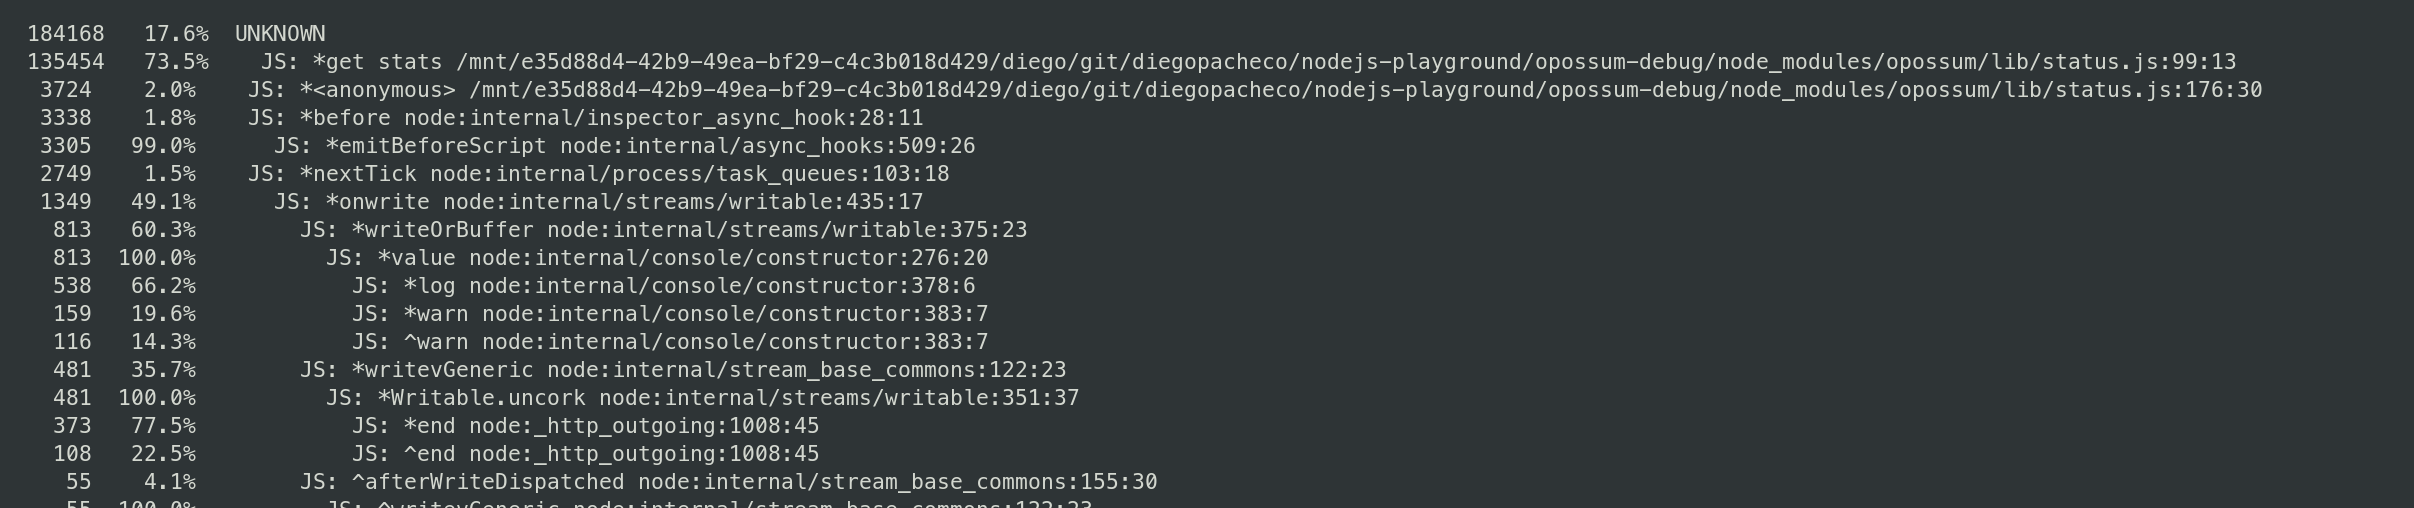 184168 17.6% UNKNOWN
135454 73.5% JS: *get stats /mnt/e35d88d4-42b9-49ea-bf29-c4c3b018d429/diego/git/diegopacheco/nodejs-playground/opossum-debug/node_modules/opossum/lib/status.js:99:13
3724 2.0% JS: *<anonymous> /mnt/e35d88d4-42b9-49ea-bf29-c4c3b018d429/diego/git/diegopacheco/nodejs-playground/opossum-debug/node_modules/opossum/lib/status.js:176:30
3338 1.8% JS: *before node:internal/inspector_async_hook:28:11
3305 99.0% JS: *emitBeforeScript node:internal/async_hooks:509:26
2749 1.5% JS: *nextTick node:internal/process/task_queues:103:18
1349 49.1% JS: *onwrite node:internal/streams/writable:435:17
813 60.3% JS: *writeOrBuffer node:internal/streams/writable:375:23
813 100.0% JS: *value node:internal/console/constructor:276:20
538 66.2% JS: *log node:internal/console/constructor:378:6
159 19.6% JS: *warn node:internal/console/constructor:383:7
116 14.3% JS: ^warn node:internal/console/constructor:383:7
481 35.7% JS: *writevGeneric node:internal/stream_base_commons:122:23
481 100.0% JS: *Writable.uncork node:internal/streams/writable:351:37
373 77.5% JS: *end node:_http_outgoing:1008:45
108 22.5% JS: ^end node:_http_outgoing:1008:45
55 4.1% JS: ^afterWriteDispatched node:internal/stream_base_commons:155:30
55 100.0% JS: ^writevGeneric node:internal/stream_base_commons:122:23